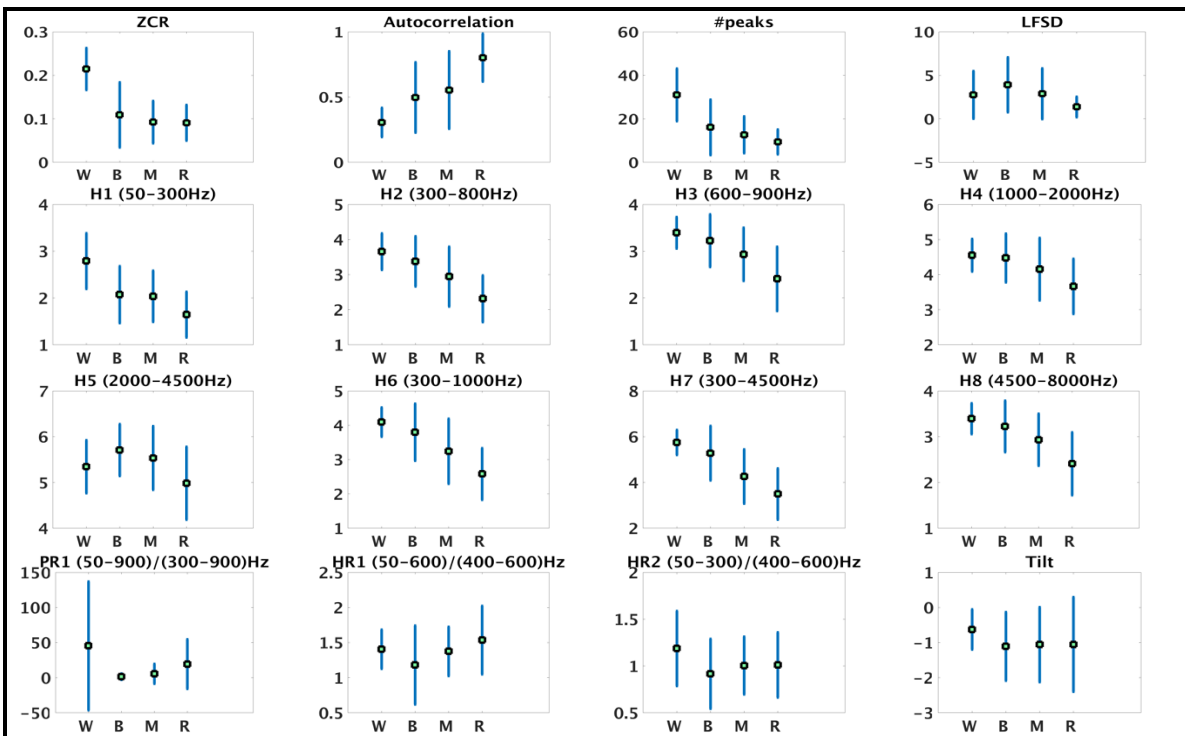 ZCR Autocorrelation #peaks LFSD
0.3 1 60 10
0.2 40 5
0.5
0.1 20 0
0 0 0 -5
W B M R W B M R W B M R W B M R
H1 (50-300Hz) H2 (300-800Hz) H3 (600-900Hz) H4 (1000-2000Hz)
4 5 4 6
4 5
3 3
3 4
2 2
2 3
1 1 1 2
W B M R W B M R W B M R W B M R
H5 (2000-4500Hz) H6 (300-1000Hz) H7 (300-4500Hz) H8 (4500-8000Hz)
7 5 8 4
4
6 6 3
3
5 4 2
2
4 1 2 1
W B M R W B M R W B M R W B M R
PR1 (50-900)/(300-900)Hz HR1 (50-600)/(400-600)Hz HR2 (50-300)/(400-600)Hz Tilt
150 2.5 2 1
100 2 0
1.5
50 1.5 -1
1
0 1 -2
-50 0.5 0.5 -3
W B M R W B M R W B M R W B M R